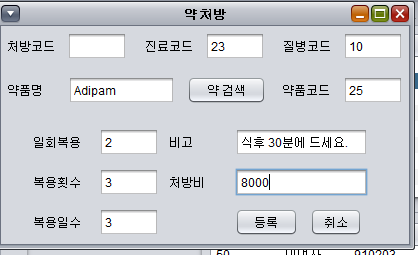 약 처방
처방코드 진료코드 23 질병코드 10
약품명 Adipam 약 검색 약품코드 25
일회복용 2 비고 식후 30분에 드세요.
복용횟수 3 처방비 8000
복용일수 3 등록 취소